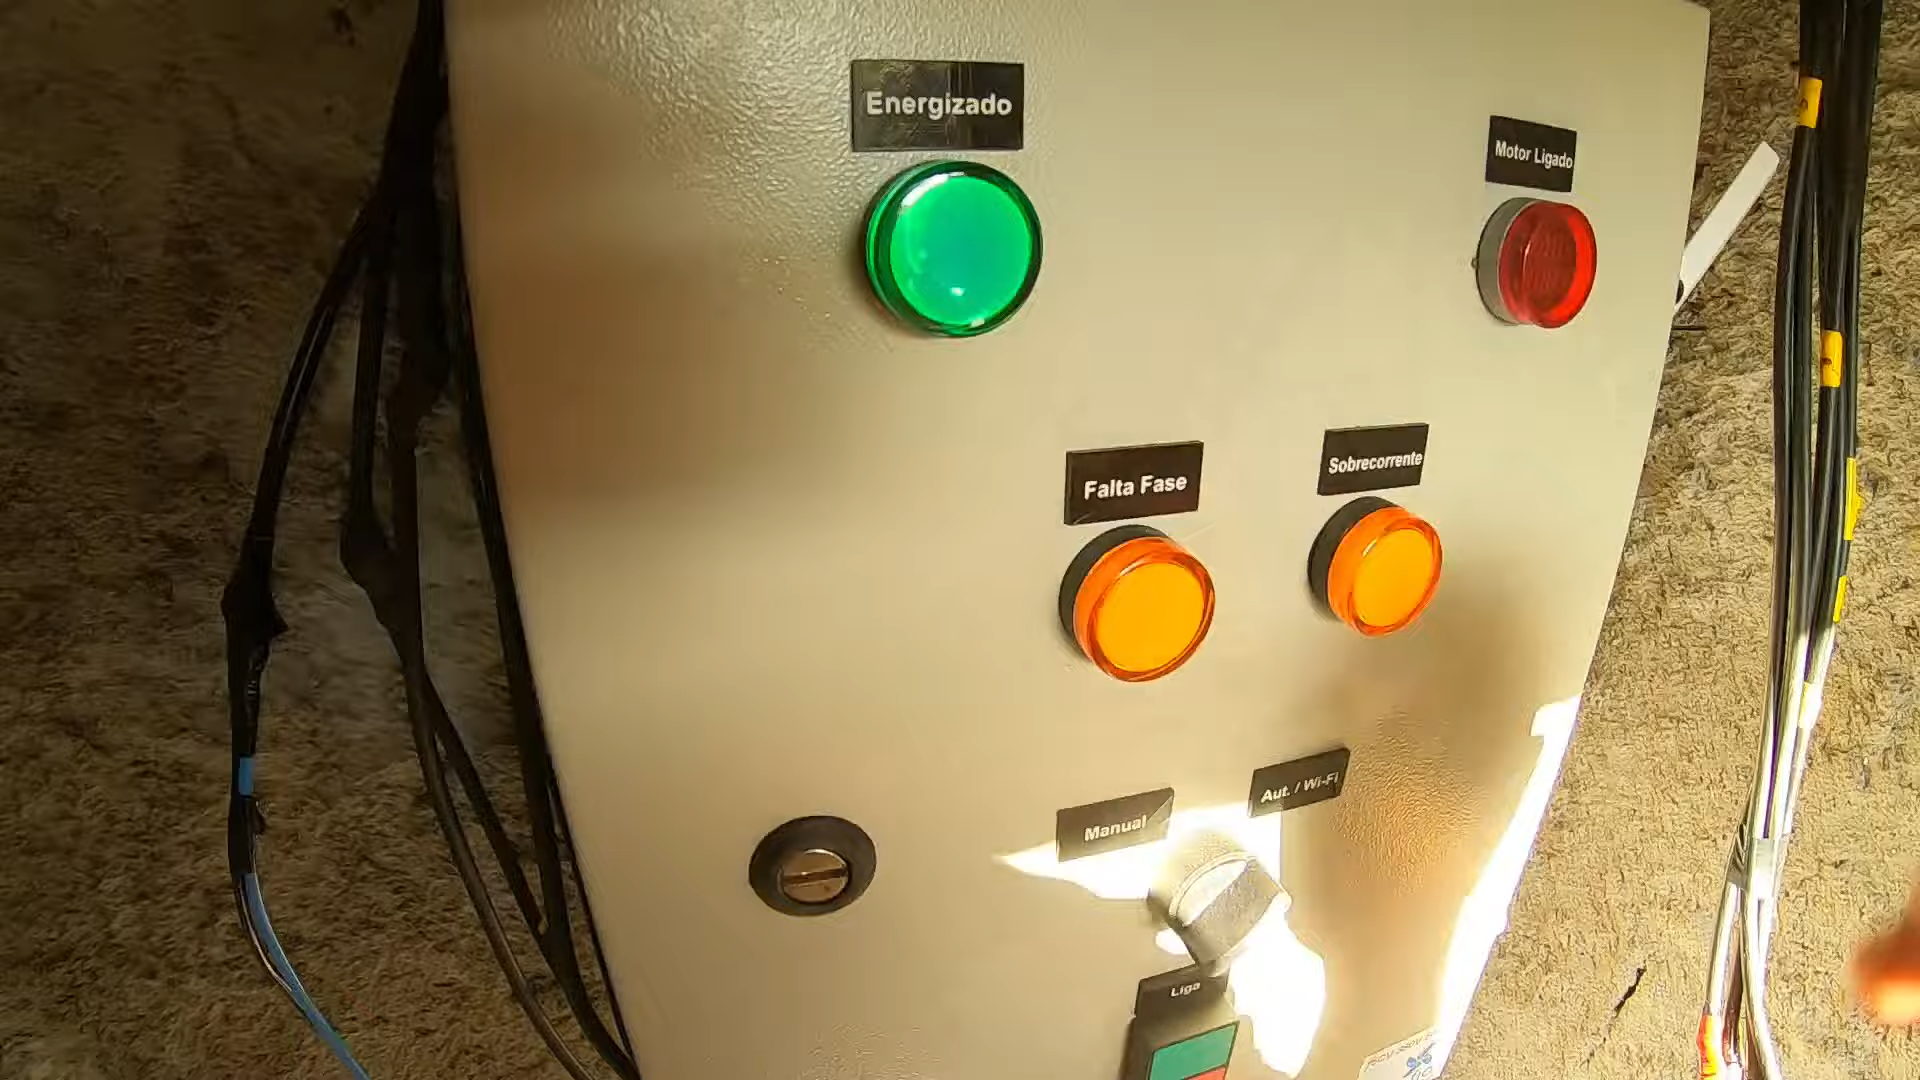 Energizado
Motor Ligado
Falta Fase
Sobrecorrente
Manual
Aut. / Wi-Fi
Liga